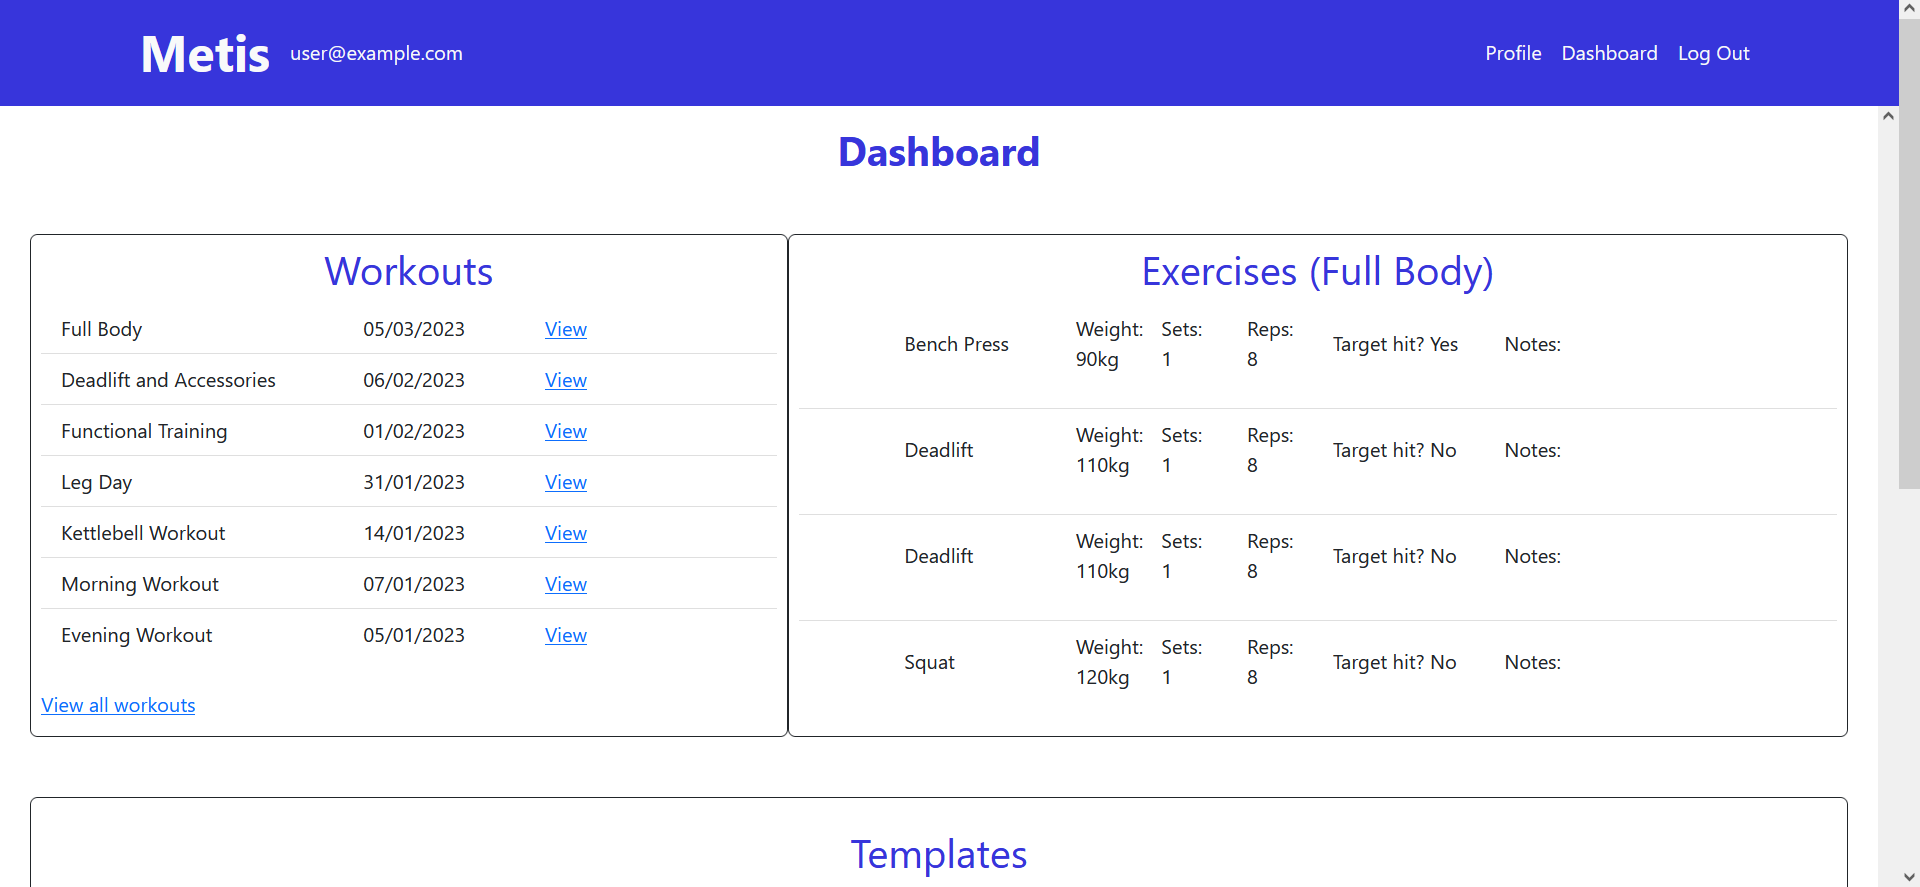 Metis user@example.com Profile Dashboard Log Out
Dashboard
Workouts
Full Body 05/03/2023 View
Deadlift and Accessories 06/02/2023 View
Functional Training 01/02/2023 View
Leg Day 31/01/2023 View
Kettlebell Workout 14/01/2023 View
Morning Workout 07/01/2023 View
Evening Workout 05/01/2023 View
View all workouts
Exercises (Full Body)
Bench Press Weight: 90kg Sets: 1 Reps: 8 Target hit? Yes Notes:
Deadlift Weight: 110kg Sets: 1 Reps: 8 Target hit? No Notes:
Deadlift Weight: 110kg Sets: 1 Reps: 8 Target hit? No Notes:
Squat Weight: 120kg Sets: 1 Reps: 8 Target hit? No Notes:
Templates